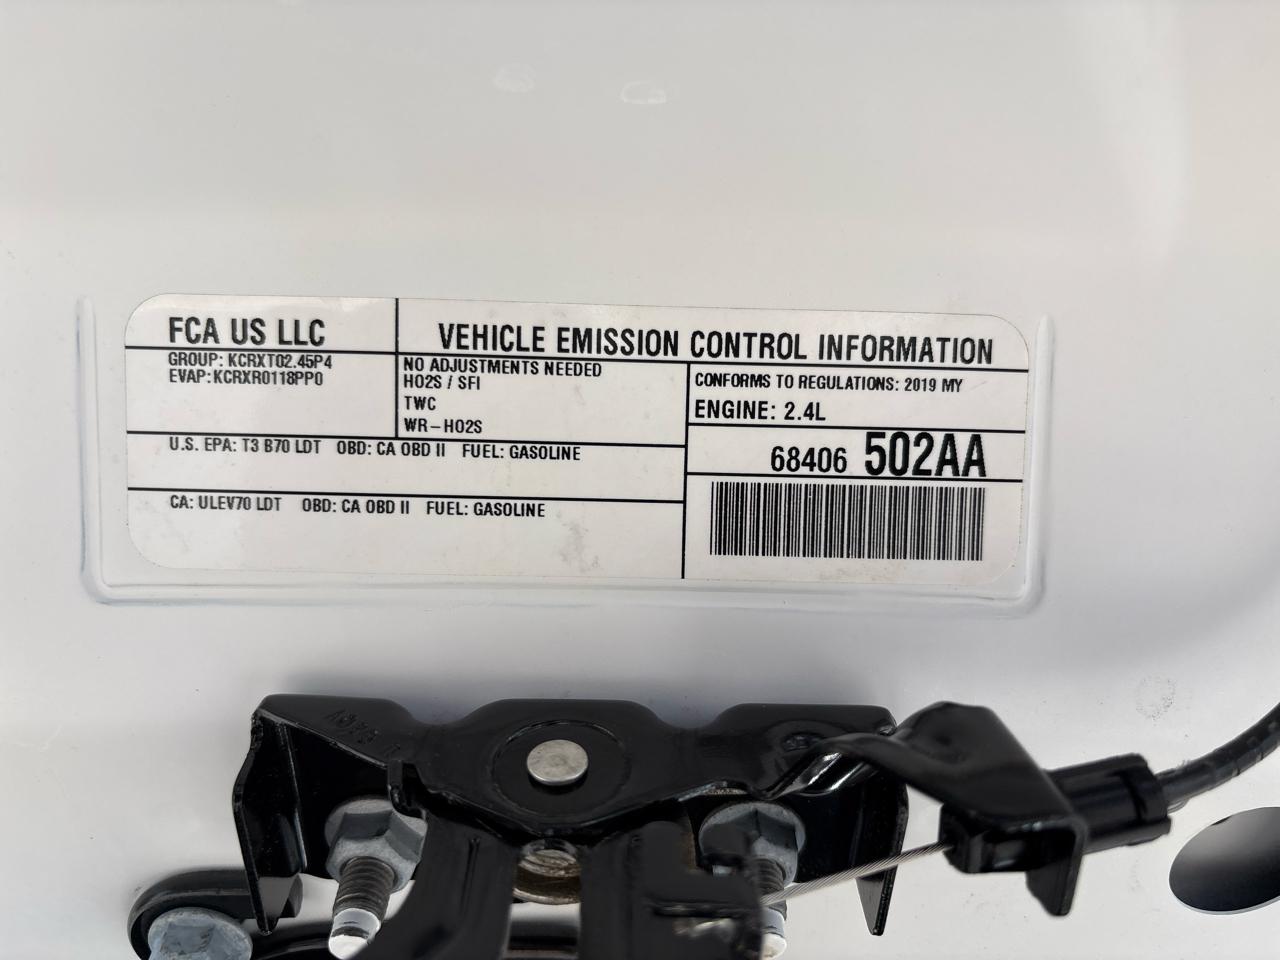 FCA US LLC
VEHICLE EMISSION CONTROL INFORMATION
GROUP: KCRXT02.45P4
EVAP: KCRXR0118PP0
NO ADJUSTMENTS NEEDED
HO2S / SFI
TWC
WR-HO2S
CONFORMS TO REGULATIONS: 2019 MY
ENGINE: 2.4L
68406 502AA
U.S. EPA: T3 B70 LDT OBD: CA OBD II FUEL: GASOLINE
CA: ULEV70 LDT OBD: CA OBD II FUEL: GASOLINE